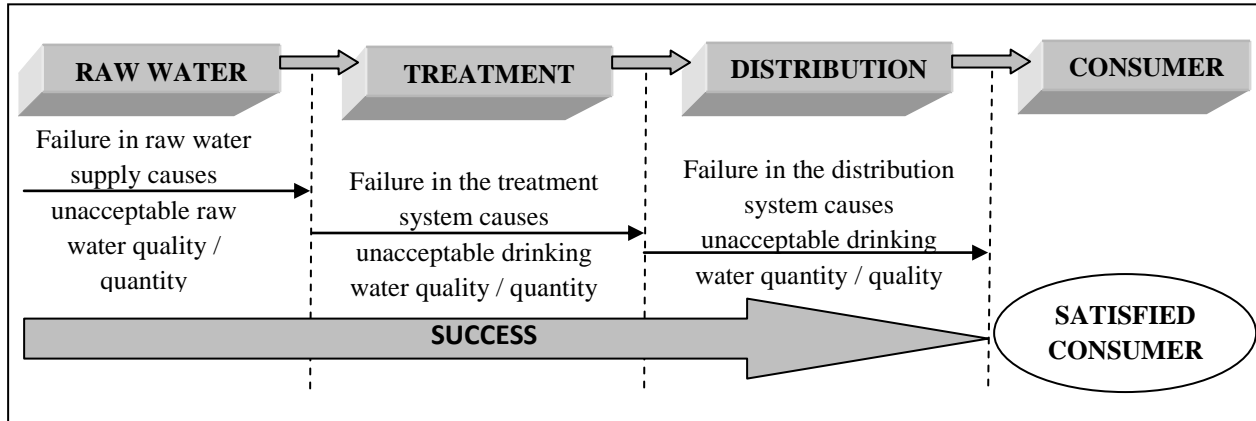 RAW WATER
TREATMENT
DISTRIBUTION
CONSUMER
Failure in raw water
supply causes
unacceptable raw
water quality /
quantity
Failure in the treatment
system causes
unacceptable drinking
water quality / quantity
Failure in the distribution
system causes
unacceptable drinking
water quantity / quality
SUCCESS
SATISFIED
CONSUMER